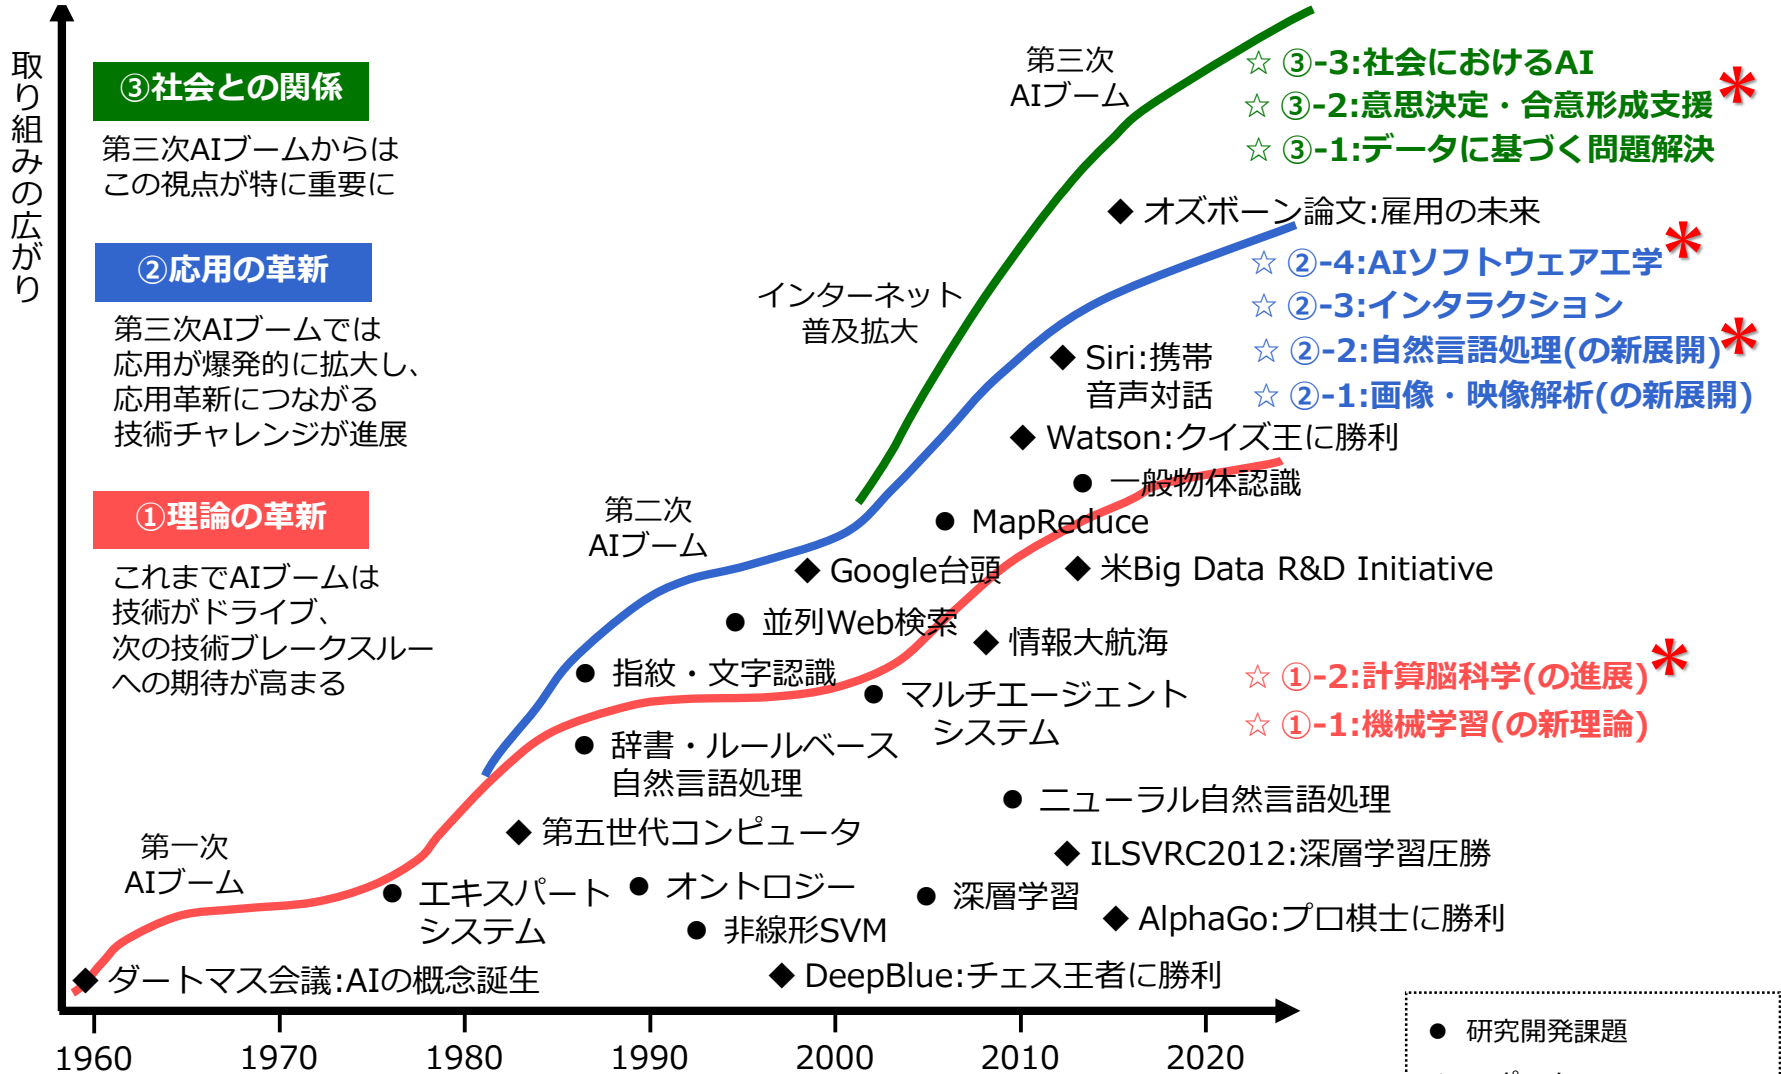 取り組みの広がり
③社会との関係
第三次AIブームからは
この視点が特に重要に
②応用の革新
第三次AIブームでは
応用が爆発的に拡大し、
応用革新につながる
技術チャレンジが進展
①理論の革新
これまでAIブームは
技術がドライブ、
次の技術ブレークスルー
への期待が高まる
第三次
AIブーム
☆ ③-3:社会におけるAI
☆ ③-2:意思決定・合意形成支援*
☆ ③-1:データに基づく問題解決
◆ オズボーン論文:雇用の未来
インターネット
普及拡大
☆ ②-4:AIソフトウェア工学*
☆ ②-3:インタラクション
☆ ②-2:自然言語処理(の新展開)*
☆ ②-1:画像・映像解析(の新展開)
◆ Siri:携帯
音声対話
◆ Watson:クイズ王に勝利
● 一般物体認識
第二次
AIブーム
● MapReduce
◆ Google台頭
◆ 米Big Data R&D Initiative
● 並列Web検索
◆ 情報大航海
● 指紋・文字認識
● マルチエージェント
システム
☆ ①-2:計算脳科学(の進展)*
☆ ①-1:機械学習(の新理論)
● 辞書・ルールベース
自然言語処理
● ニューラル自然言語処理
◆ 第五世代コンピュータ
◆ ILSVRC2012:深層学習圧勝
第一次
AIブーム
● エキスパート
システム
● オントロジー
● 深層学習
● 非線形SVM
◆ AlphaGo:プロ棋士に勝利
◆ ダートマス会議:AIの概念誕生
◆ DeepBlue:チェス王者に勝利
1960 1970 1980 1990 2000 2010 2020
● 研究開発課題